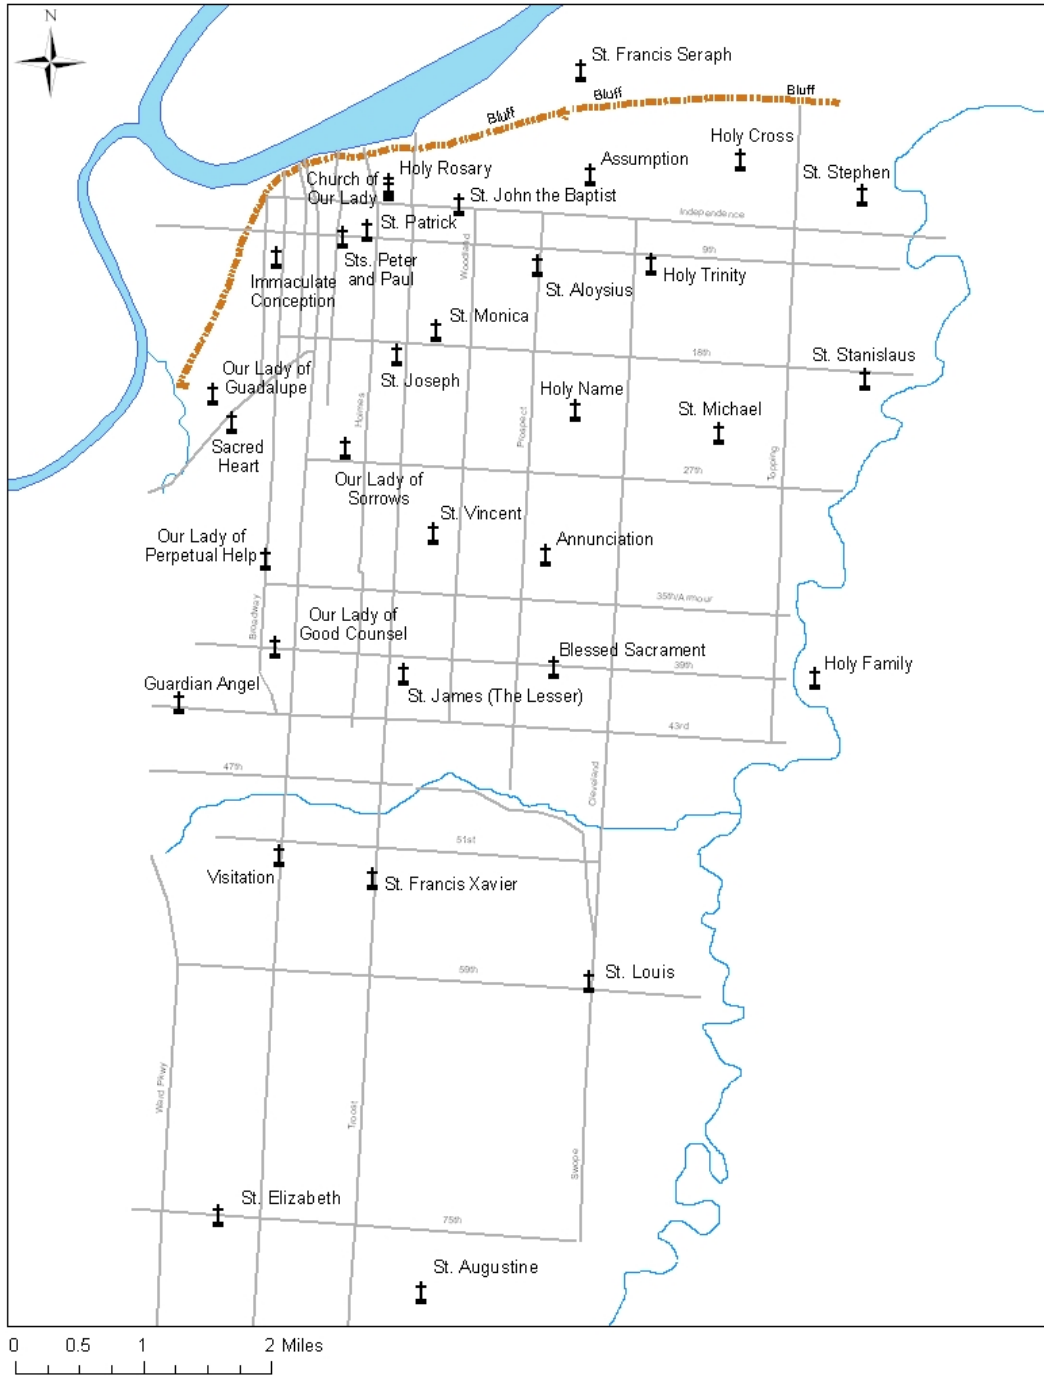 N
St. Francis Seraph
Bluff
Bluff
Bluff
Holy Cross
Assumption
Holy Rosary
St. Stephen
Church of
Our Lady
St. John the Baptist
Independence
St. Patrick
Woodland
9th
Sts. Peter
and Paul
Immaculate
Conception
St. Aloysius
Holy Trinity
St. Monica
18th
St. Stanislaus
Our Lady of
Guadalupe
St. Joseph
Holy Name
Holmes
St. Michael
Prospect
Sacred
Heart
27th
Topping
Our Lady of
Sorrows
St. Vincent
Our Lady of
Perpetual Help
Annunciation
35th/Armour
Broadway
Our Lady of
Good Counsel
Blessed Sacrament
39th
Holy Family
Guardian Angel
St. James (The Lesser)
43rd
47th
Cleveland
51st
Visitation
St. Francis Xavier
59th
St. Louis
Ward Pkwy
Troost
Swope
St. Elizabeth
75th
St. Augustine
0 0.5 1 2 Miles